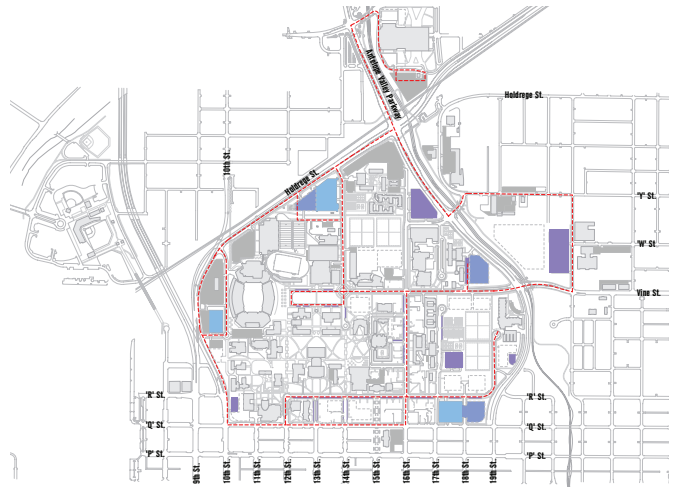 Antelope Valley Parkway
Holdrege St.
10th St.
Holdrege St.
'Y' St.
'W' St.
Vine St.
'R' St.
'R' St.
'Q' St.
'Q' St.
'P' St.
'P' St.
9th St.
10th St.
11th St.
12th St.
13th St.
14th St.
15th St.
16th St.
17th St.
18th St.
19th St.